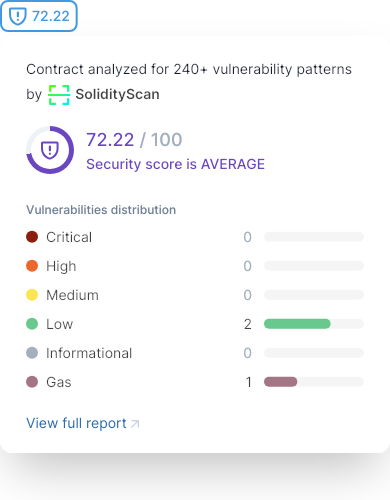 72.22
Contract analyzed for 240+ vulnerability patterns
by SolidityScan
72.22 / 100
Security score is AVERAGE
Vulnerabilities distribution
Critical 0
High 0
Medium 0
Low 2
Informational 0
Gas 1
View full report